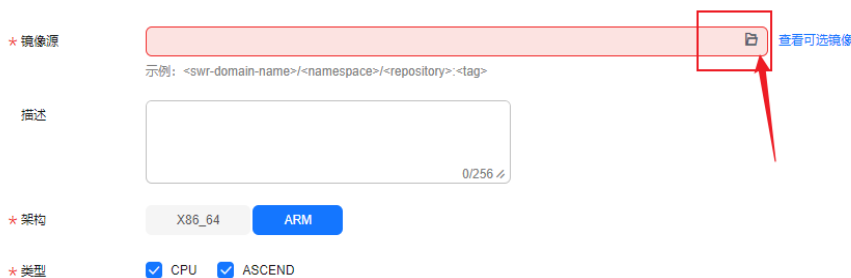 * 镜像源
查看可选镜像
示例：<swr-domain-name>/<namespace>/<repository>:<tag>
描述
0/256
* 架构 X86_64 ARM
* 类型 CPU ASCEND